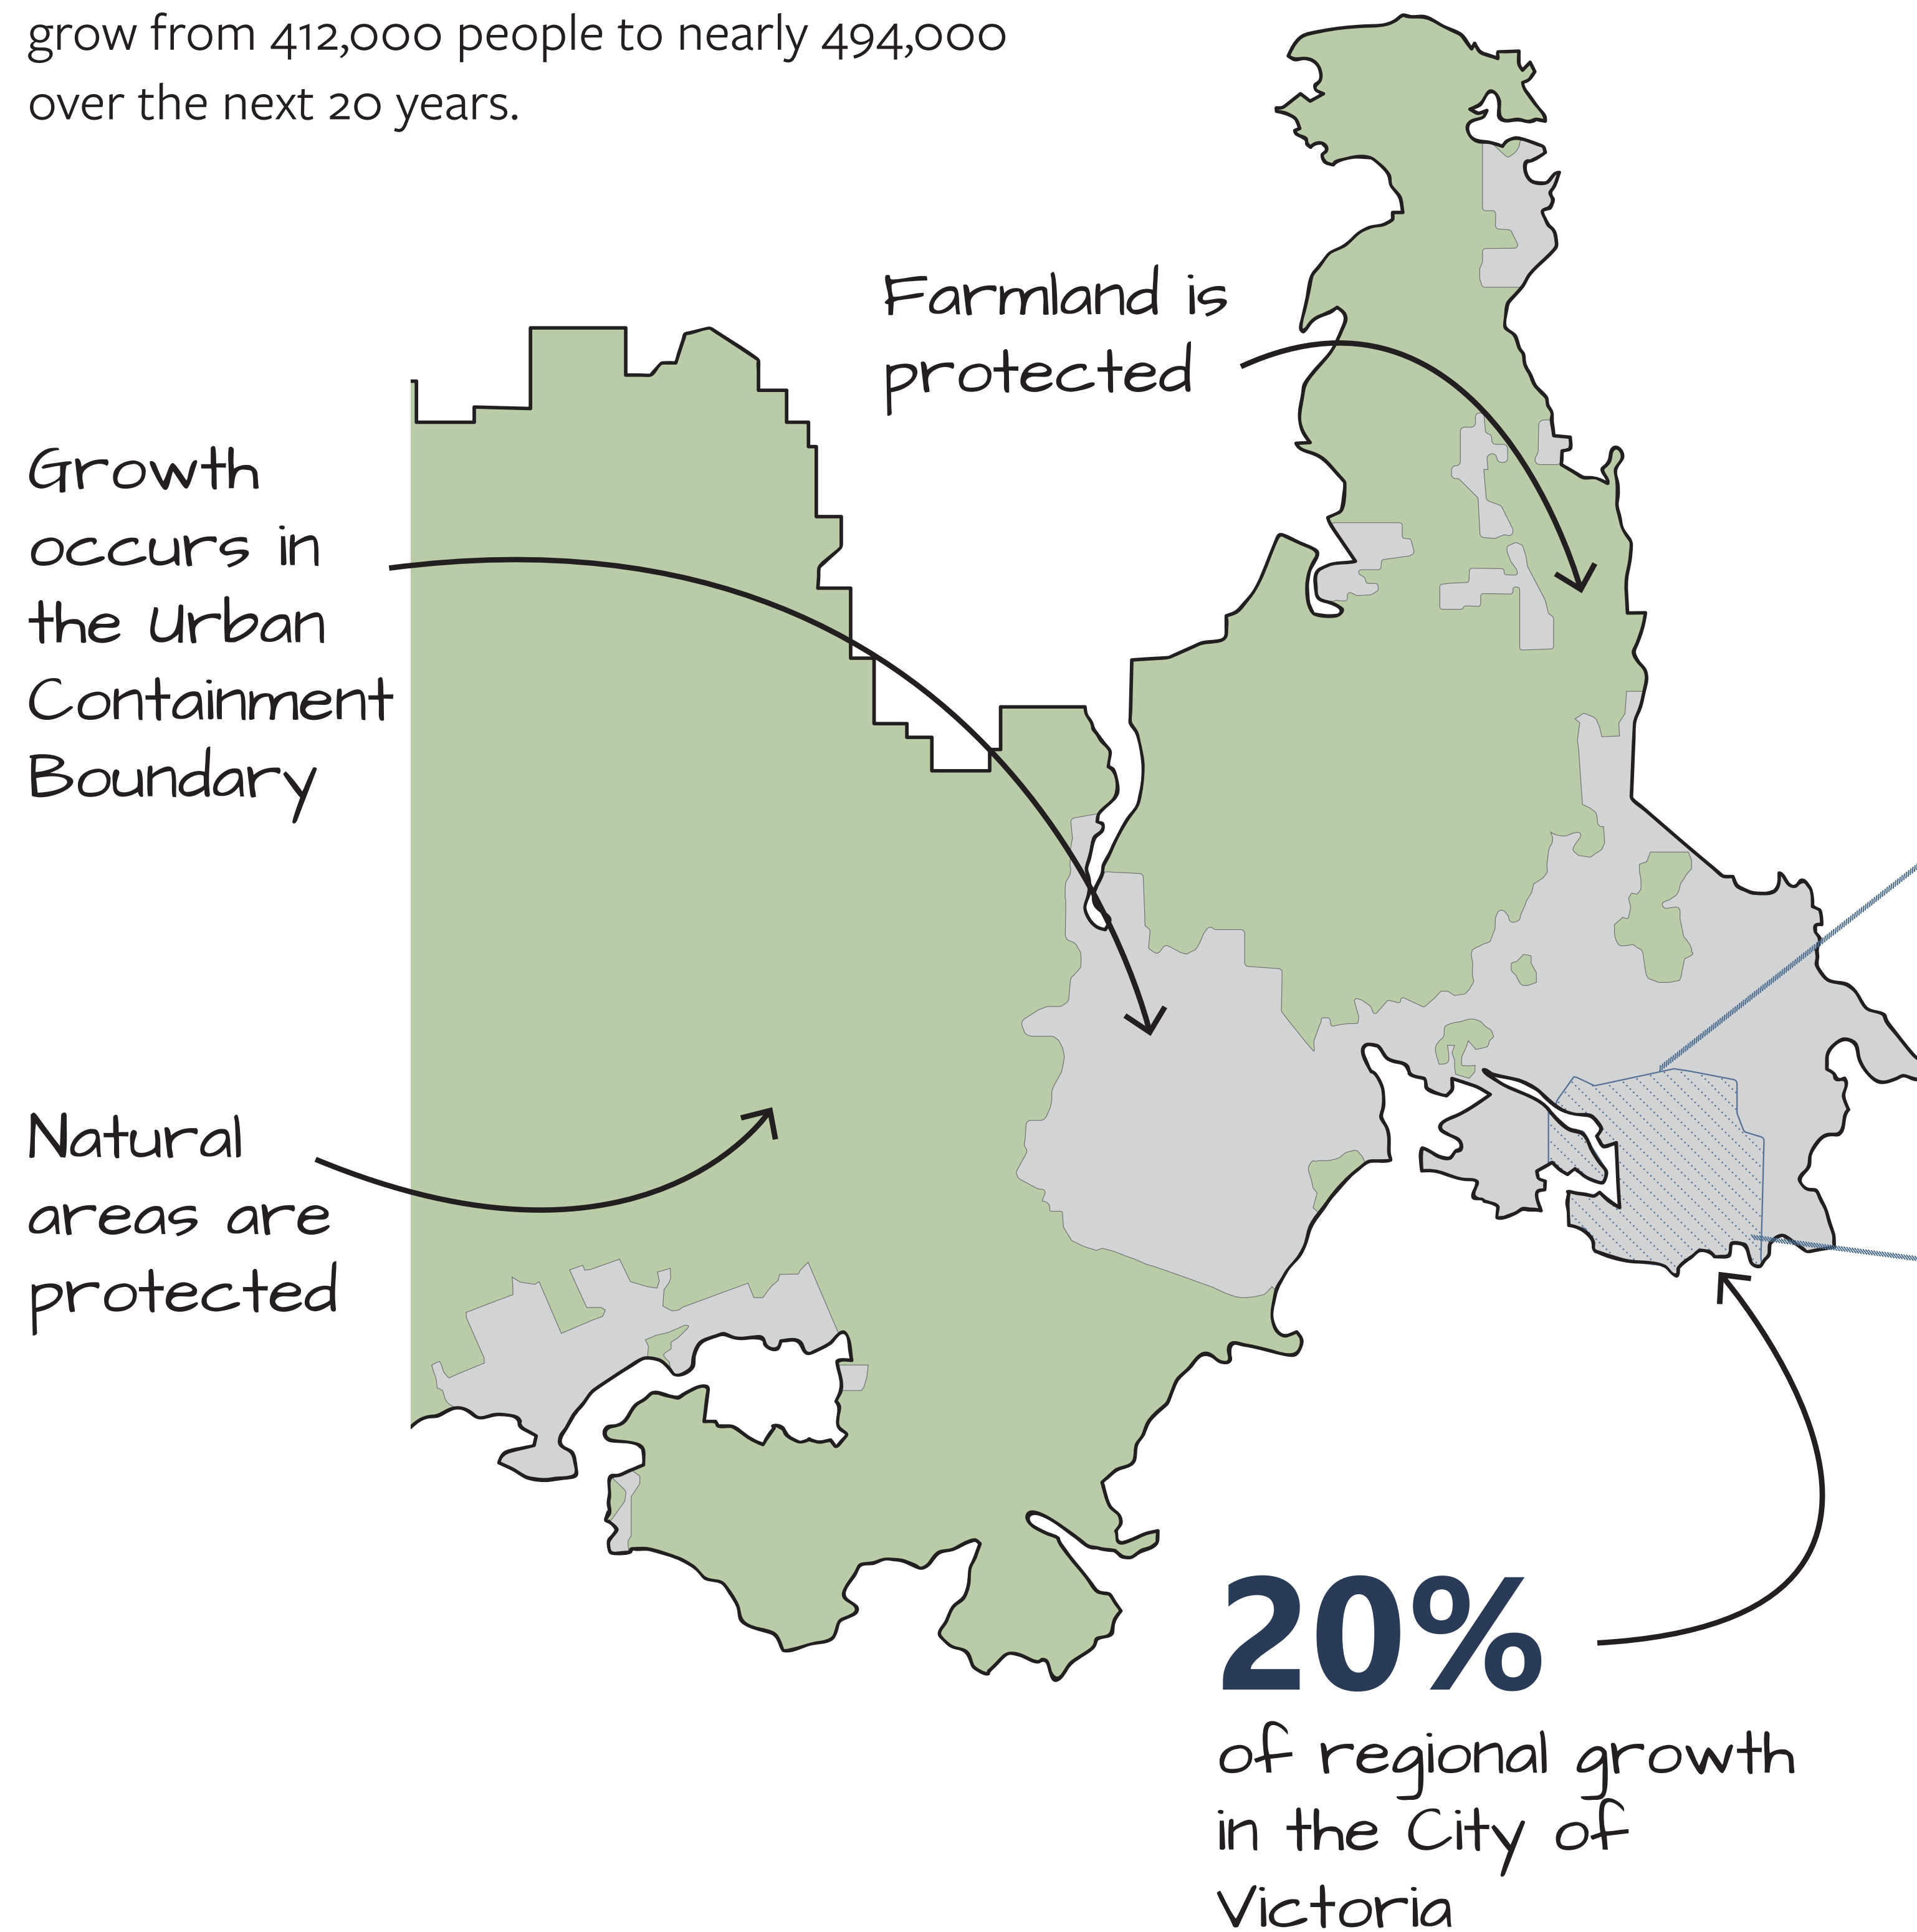 grow from 412,000 people to nearly 494,000
over the next 20 years.
Farmland is
protected
Growth
occurs in
the Urban
Containment
Boundary
Natural
areas are
protected
20%
of regional growth
in the City of
Victoria